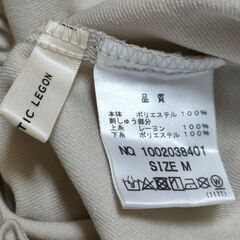 TIC LEGON
品質
本体 ポリエステル 100%
刺しゅう部分
上糸 レーヨン 100%
下糸 ポリエステル 100%
NO. 1002038401
SIZE M